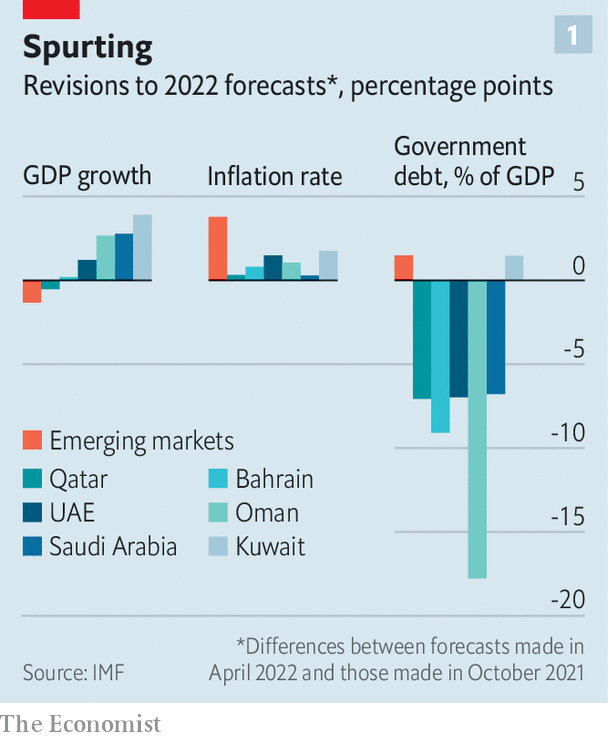 Spurting
1
Revisions to 2022 forecasts*, percentage points
GDP growth
Inflation rate
Government
debt, % of GDP
5
0
-5
-10
-15
-20
Emerging markets
Qatar
Bahrain
UAE
Oman
Saudi Arabia
Kuwait
*Differences between forecasts made in
April 2022 and those made in October 2021
Source: IMF
The Economist